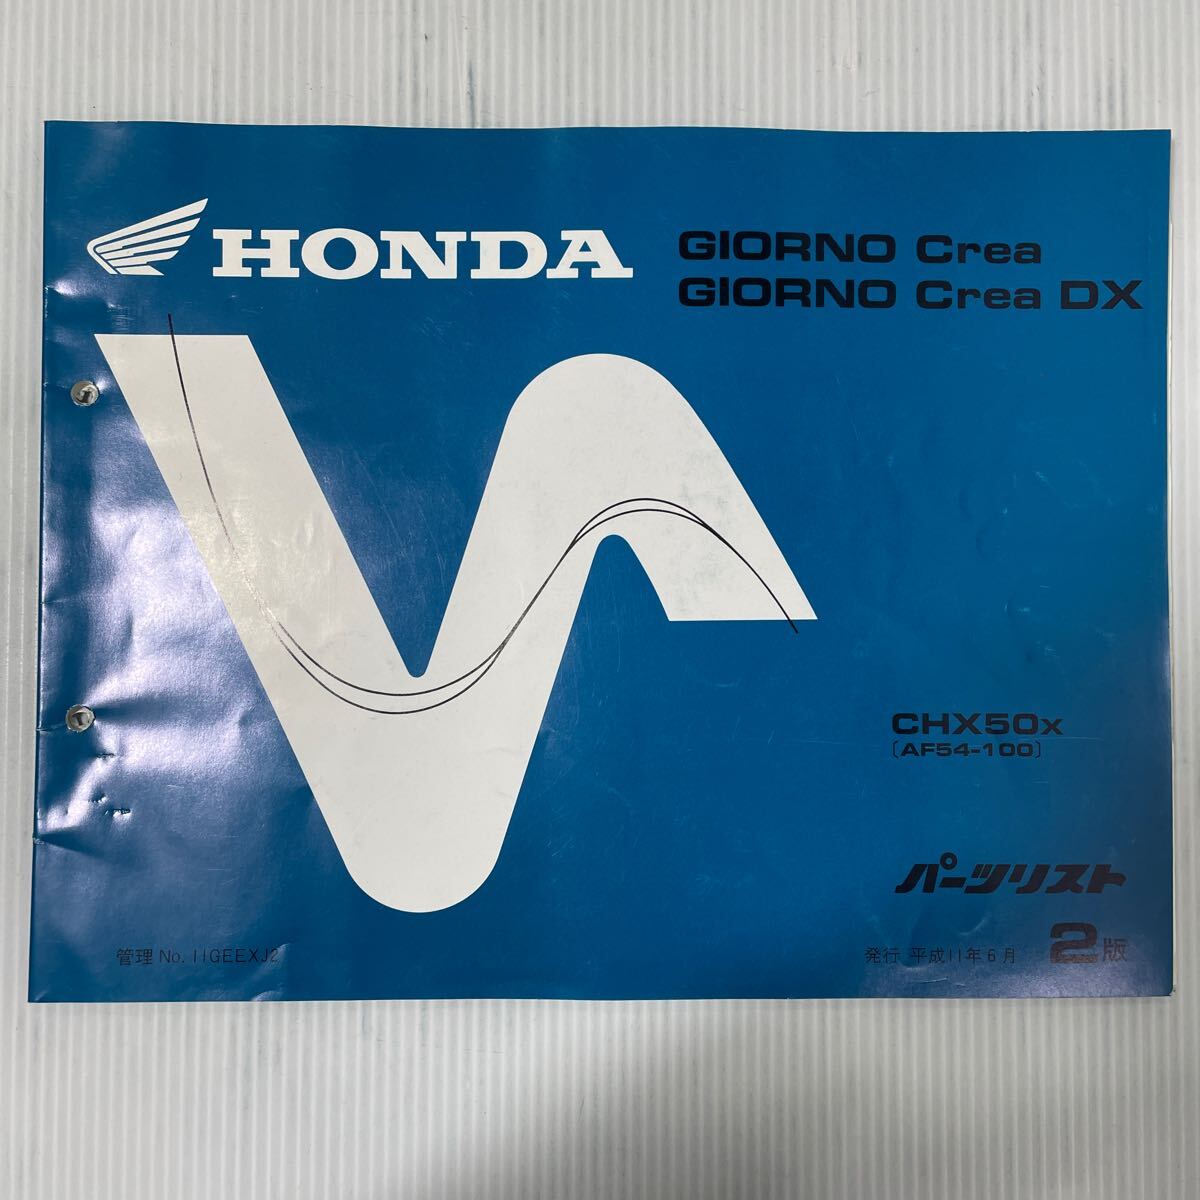 HONDA
GIORNO Crea
GIORNO Crea DX
CHX50X
〔AF54-100〕
パーツリスト
管理 No. 11GEEXJ2
発行 平成11年6月 2版